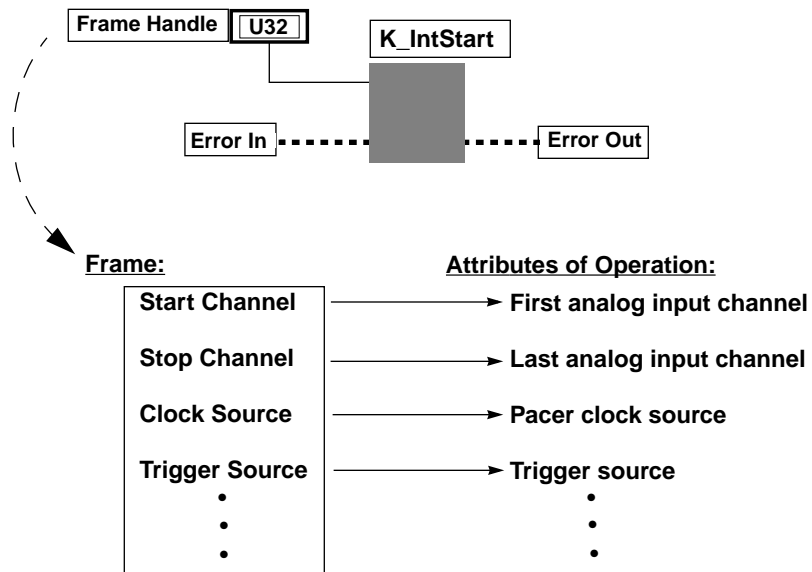 Frame Handle U32
K_IntStart
Error In
Error Out
Frame:
Attributes of Operation:
Start Channel
First analog input channel
Stop Channel
Last analog input channel
Clock Source
Pacer clock source
Trigger Source
Trigger source